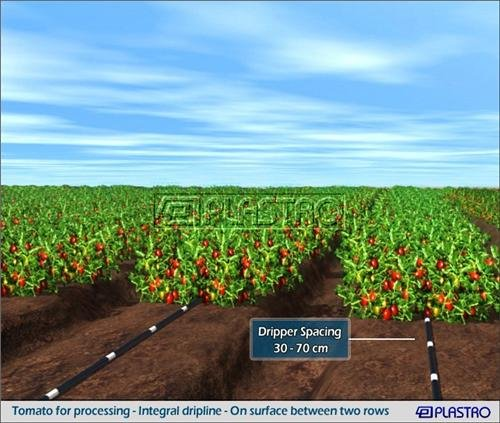 PLASTRO
Dripper Spacing
30 - 70 cm
Tomato for processing - Integral dripline - On surface between two rows
PLASTRO